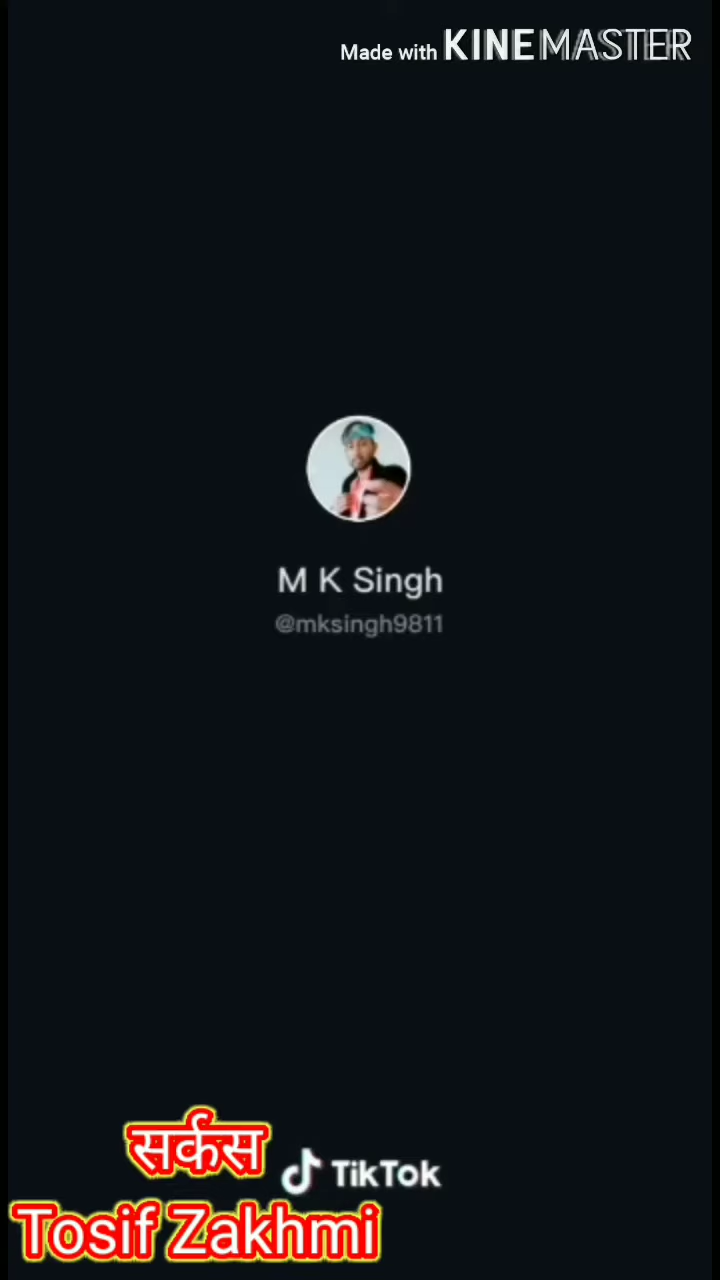 Made with KINEMASTER
M K Singh
@mksingh9811
सर्कस
TikTok
Tosif Zakhmi